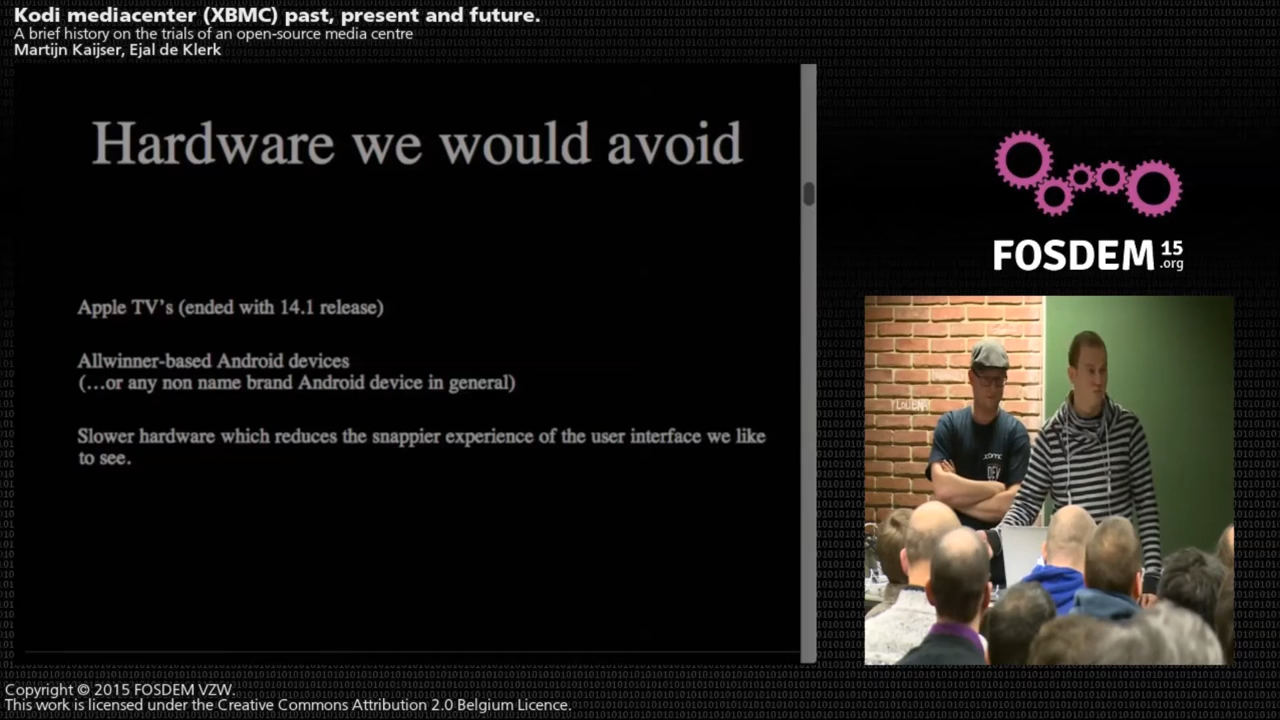 Kodi mediacenter (XBMC) past, present and future.
A brief history on the trials of an open-source media centre
Martijn Kaijser, Ejal de Klerk
Hardware we would avoid
Apple TV's (ended with 14.1 release)
Allwinner-based Android devices
(…or any non name brand Android device in general)
Slower hardware which reduces the snappier experience of the user interface we like
to see.
FOSDEM 15
.org
DEV
Copyright © 2015 FOSDEM VZW.
This work is licensed under the Creative Commons Attribution 2.0 Belgium Licence.